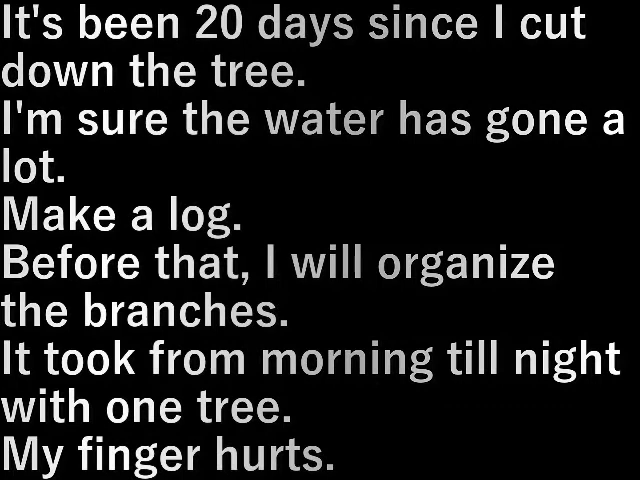 It's been 20 days since I cut
down the tree.
I'm sure the water has gone a
lot.
Make a log.
Before that, I will organize
the branches.
It took from morning till night
with one tree.
My finger hurts.